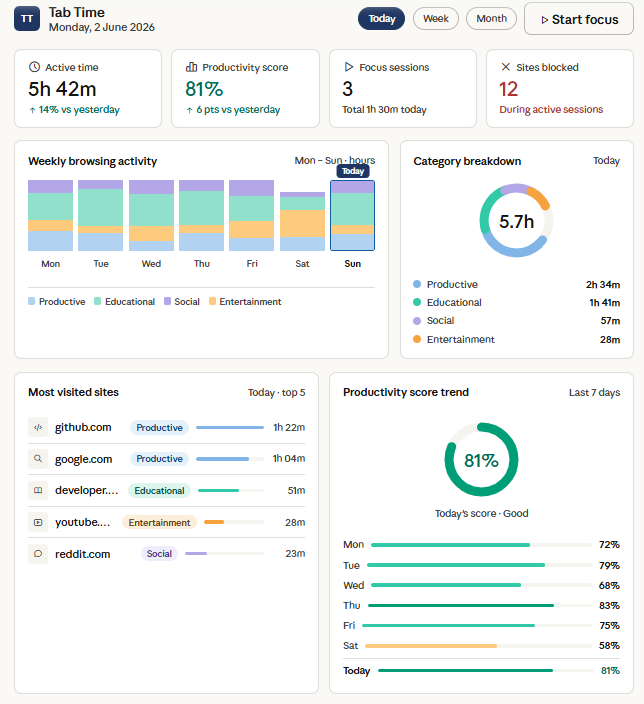 TT
Tab Time
Monday, 2 June 2026
Today Week Month Start focus
Active time
5h 42m
↑ 14% vs yesterday
Productivity score
81%
↑ 6 pts vs yesterday
Focus sessions
3
Total 1h 30m today
Sites blocked
12
During active sessions
Weekly browsing activity Mon – Sun · hours
Today
Mon Tue Wed Thu Fri Sat Sun
Productive Educational Social Entertainment
Category breakdown Today
5.7h
Productive 2h 34m
Educational 1h 41m
Social 57m
Entertainment 28m
Most visited sites Today · top 5
github.com Productive 1h 22m
google.com Productive 1h 04m
developer.… Educational 51m
youtube.… Entertainment 28m
reddit.com Social 23m
Productivity score trend Last 7 days
81%
Today's score · Good
Mon 72%
Tue 79%
Wed 68%
Thu 83%
Fri 75%
Sat 58%
Today 81%